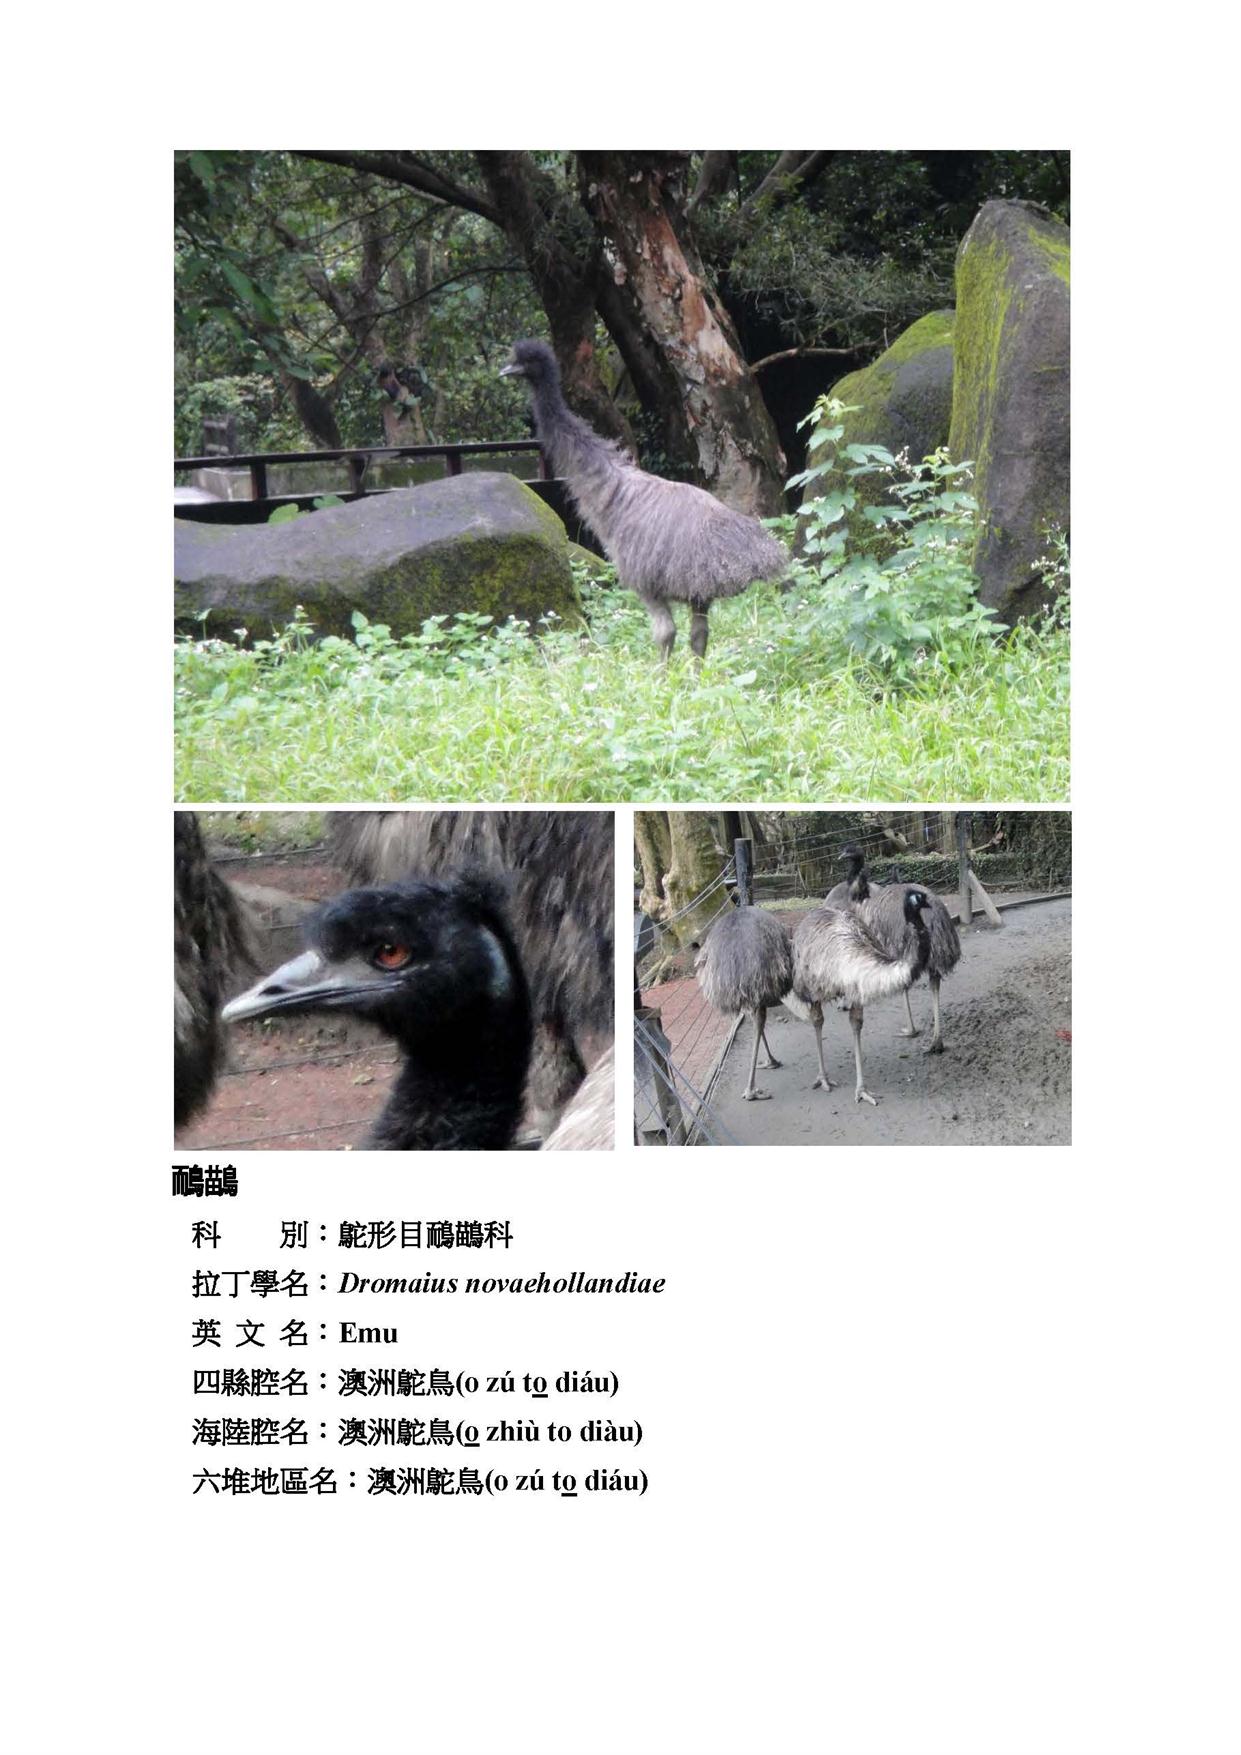 鴯鶓
科　　別：鴕形目鴯鶓科
拉丁學名：Dromaius novaehollandiae
英 文 名：Emu
四縣腔名：澳洲鴕鳥(o zú to diáu)
海陸腔名：澳洲鴕鳥(o zhiù to diàu)
六堆地區名：澳洲鴕鳥(o zú to diáu)